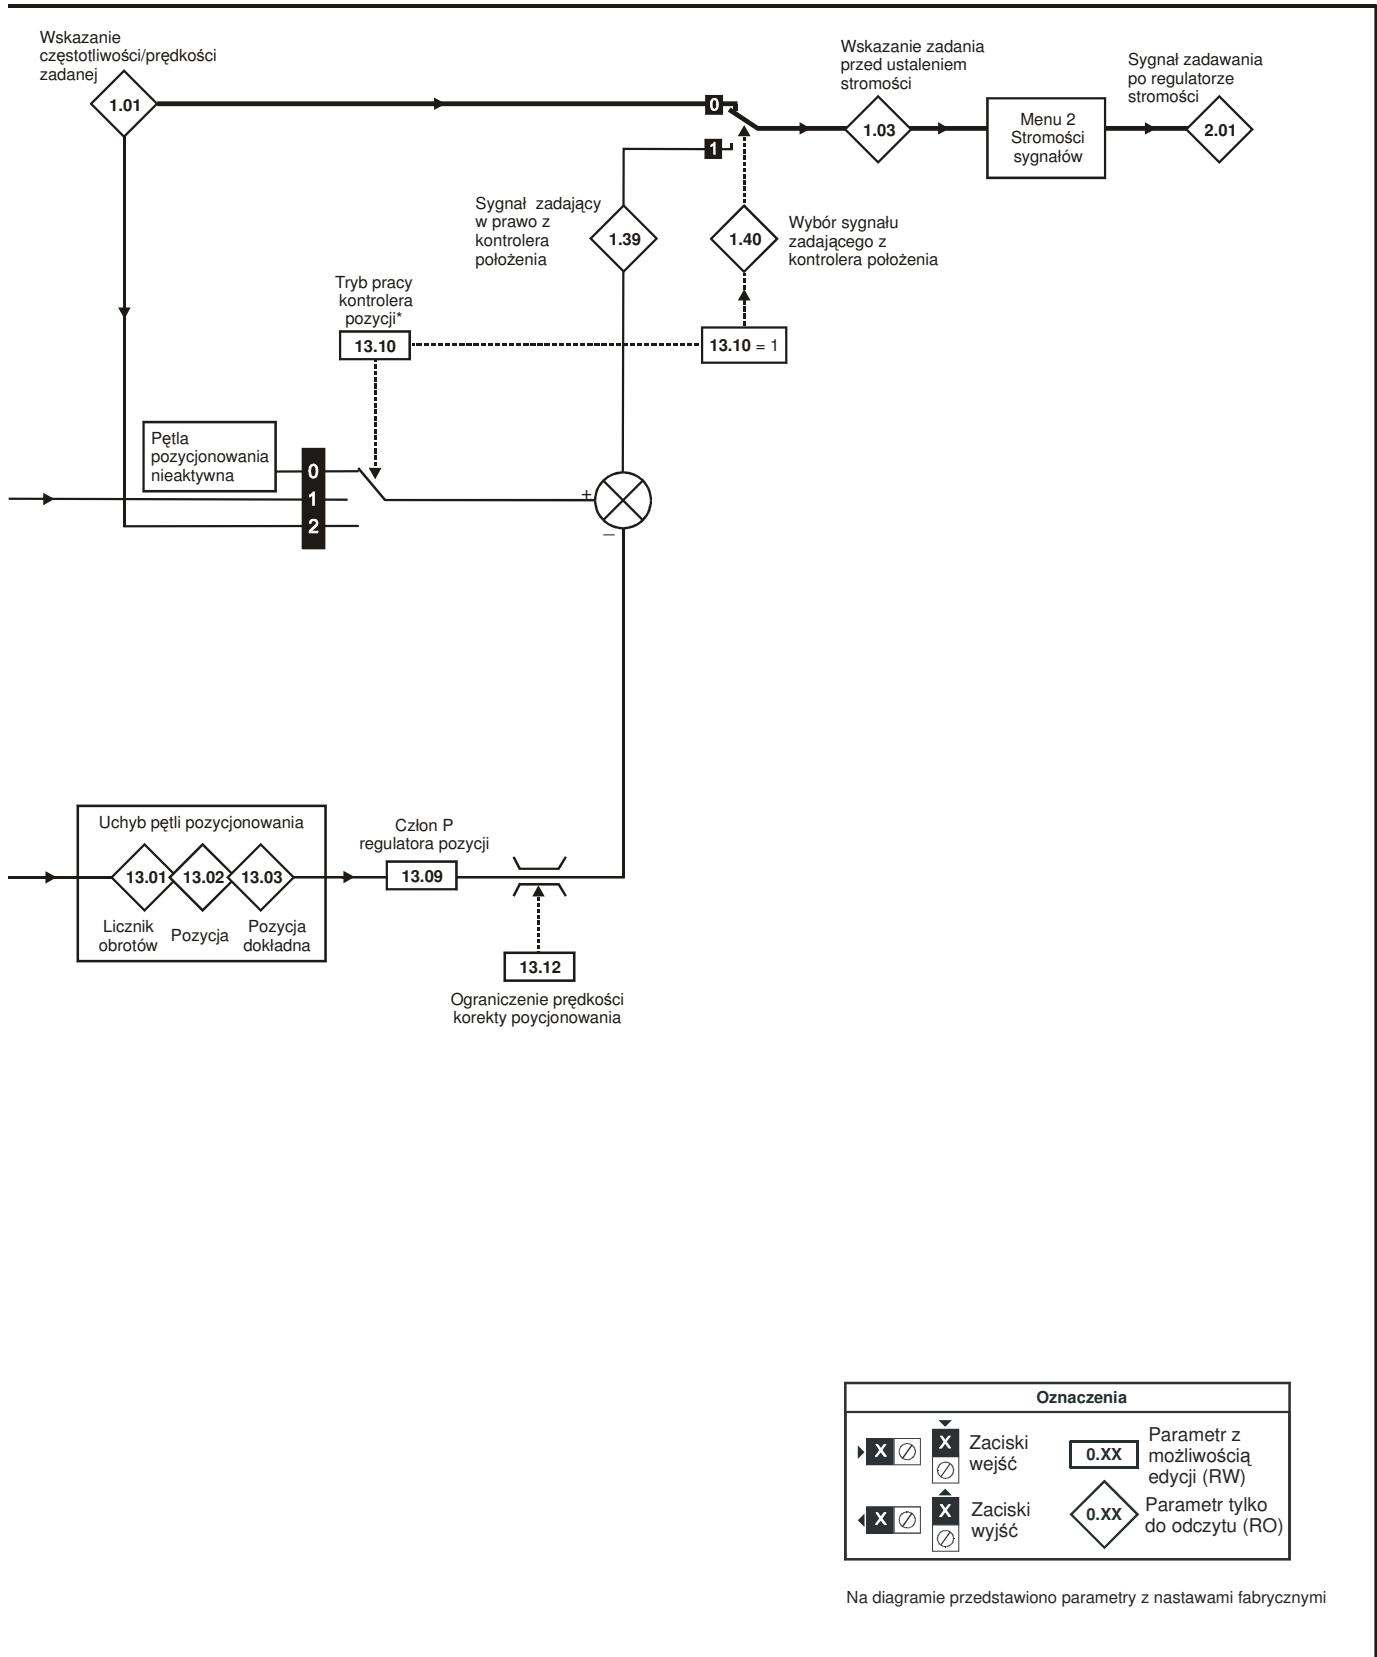 Wskazanie
częstotliwości/prędkości
zadanej
1.01
0
1
Wskazanie zadania
przed ustaleniem
stromości
1.03
Menu 2
Stromości
sygnałów
Sygnał zadawania
po regulatorze
stromości
2.01
Sygnał zadający
w prawo z
kontrolera
położenia
1.39
1.40
Wybór sygnału
zadającego z
kontrolera położenia
Tryb pracy
kontrolera
pozycji*
13.10
13.10 = 1
Pętla
pozycjonowania
nieaktywna
0
1
2
+
–
Uchyb pętli pozycjonowania
13.01 13.02 13.03
Licznik
obrotów
Pozycja
Pozycja
dokładna
Człon P
regulatora pozycji
13.09
13.12
Ograniczenie prędkości
korekty poycjonowania
Oznaczenia
X
X
Zaciski
wejść
0.XX
Parametr z
możliwością
edycji (RW)
X
X
Zaciski
wyjść
0.XX
Parametr tylko
do odczytu (RO)
Na diagramie przedstawiono parametry z nastawami fabrycznymi